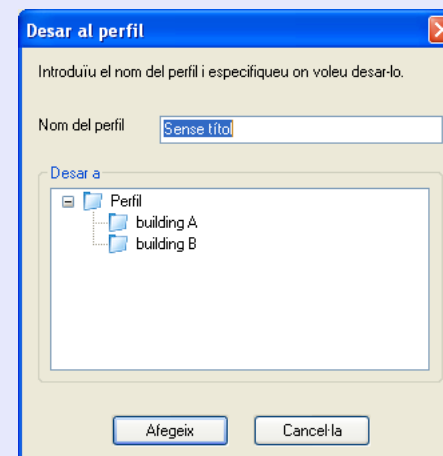 Desar al perfil
Introduïu el nom del perfil i especifiqueu on voleu desar-lo.
Nom del perfil
Sense títol
Desar a
Perfil
building A
building B
Afegeix
Cancel·la